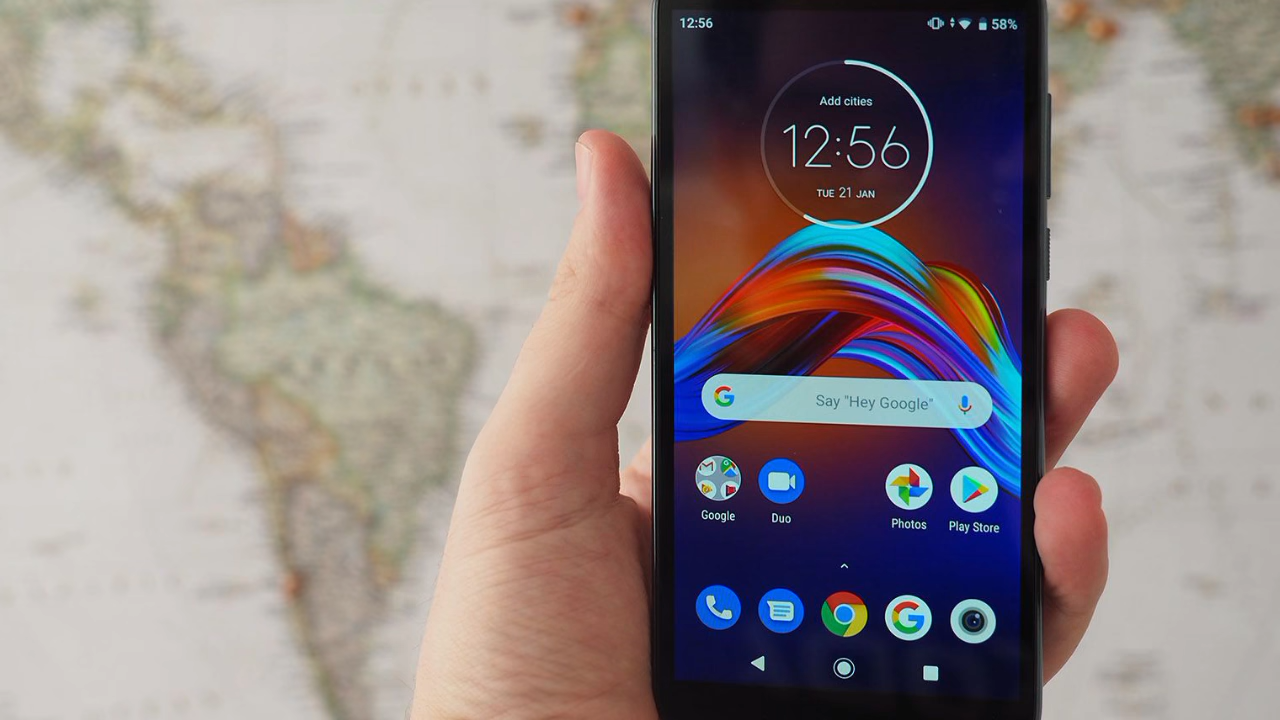 12:56
58%
Add cities
12:56
TUE 21 JAN
Say "Hey Google"
Google
Duo
Photos
Play Store